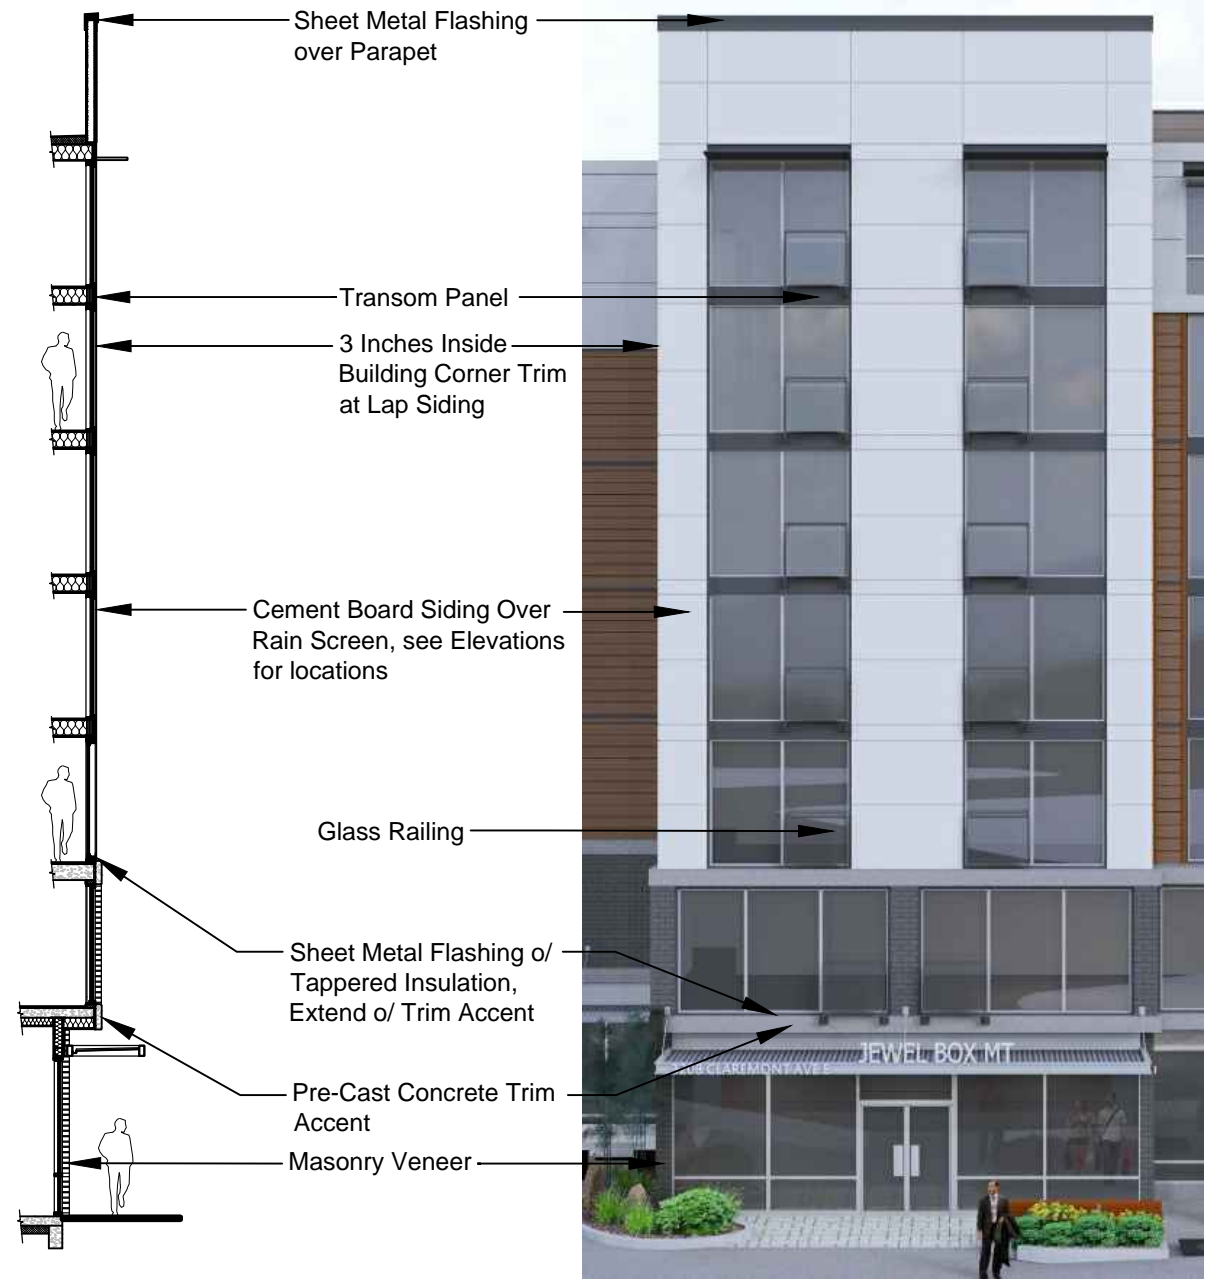 Sheet Metal Flashing
over Parapet
Transom Panel
3 Inches Inside
Building Corner Trim
at Lap Siding
Cement Board Siding Over
Rain Screen, see Elevations
for locations
Glass Railing
Sheet Metal Flashing o/
Tappered Insulation,
Extend o/ Trim Accent
JEWEL BOX MT
CLAREMONT AVE E
Pre-Cast Concrete Trim
Accent
Masonry Veneer